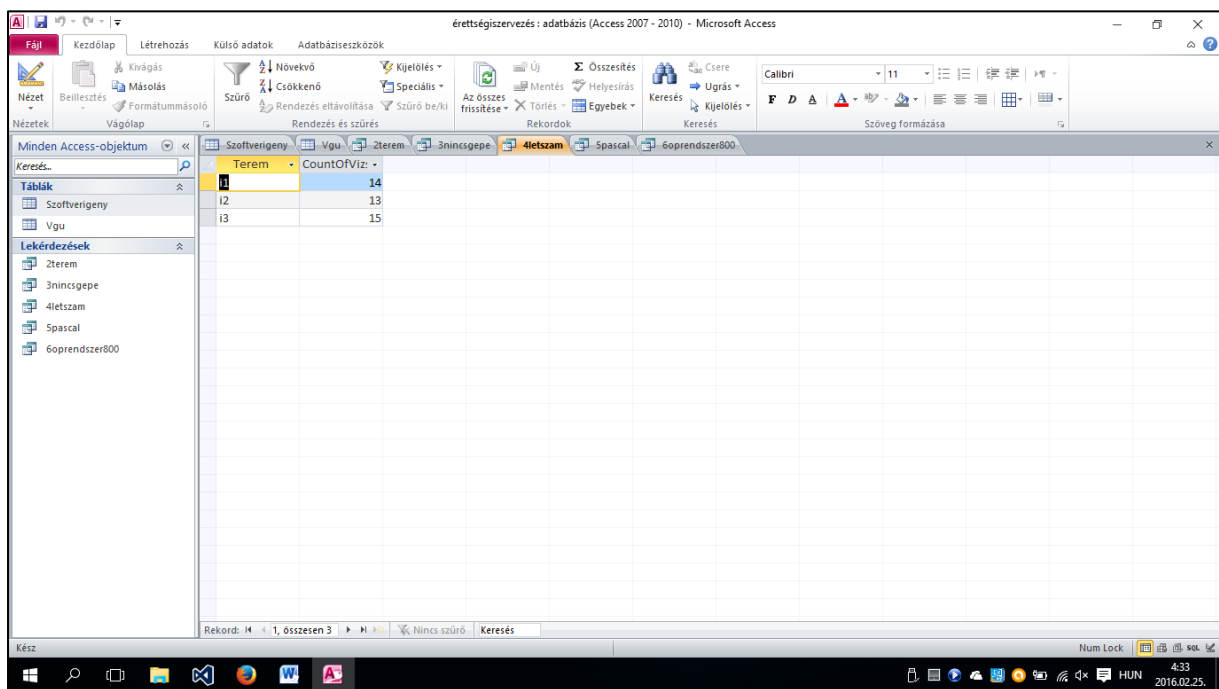 érettségiszervezés : adatbázis (Access 2007 - 2010) - Microsoft Access
Fájl Kezdőlap Létrehozás Külső adatok Adatbáziseszközök
Nézet
Nézetek
Beillesztés
Kivágás
Másolás
Formátummásoló
Vágólap
Szűrő
Növekvő
Csökkenő
Rendezés eltávolítása
Kijelölés
Speciális
Szűrő be/ki
Rendezés és szűrés
Az összes
frissítése
Új
Mentés
Törlés
Összesítés
Helyesírás
Egyebek
Rekordok
Keresés
Csere
Ugrás
Kijelölés
Keresés
Calibri 11
F D A
Szöveg formázása
Minden Access-objektum
Keresés...
Táblák
Szoftverigeny
Vgu
Lekérdezések
2terem
3nincsgepe
4letszam
5pascal
6oprendszer800
Szoftverigeny Vgu 2terem 3nincsgepe 4letszam 5pascal 6oprendszer800
Terem CountOfViz:
i1 14
i2 13
i3 15
Rekord: 1, összesen 3 Nincs szűrő Keresés
Kész Num Lock SQL
HUN 4:33
2016.02.25.